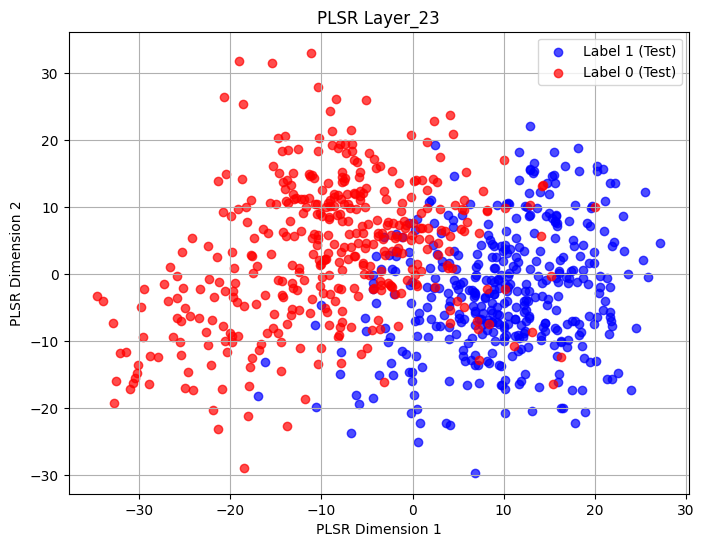 PLSR Layer_23
Label 1 (Test)
Label 0 (Test)
30
20
10
0
−10
−20
−30
PLSR Dimension 2
−30
−20
−10
0
10
20
30
PLSR Dimension 1